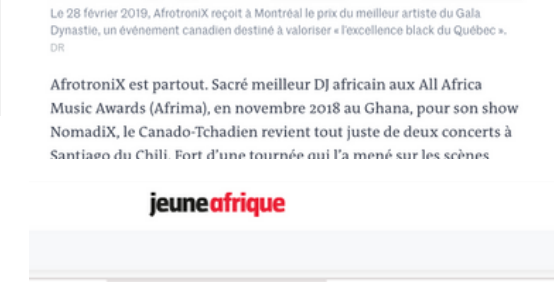 Le 28 février 2019, AfrotroniX reçoit à Montréal le prix du meilleur artiste du Gala
Dynastie, un événement canadien destiné à valoriser « l'excellence black du Québec ».
DR
AfrotroniX est partout. Sacré meilleur DJ africain aux All Africa
Music Awards (Afrima), en novembre 2018 au Ghana, pour son show
NomadiX, le Canado-Tchadien revient tout juste de deux concerts à
Santiago du Chili. Fort d'une tournée qui l'a mené sur les scènes
jeuneafrique